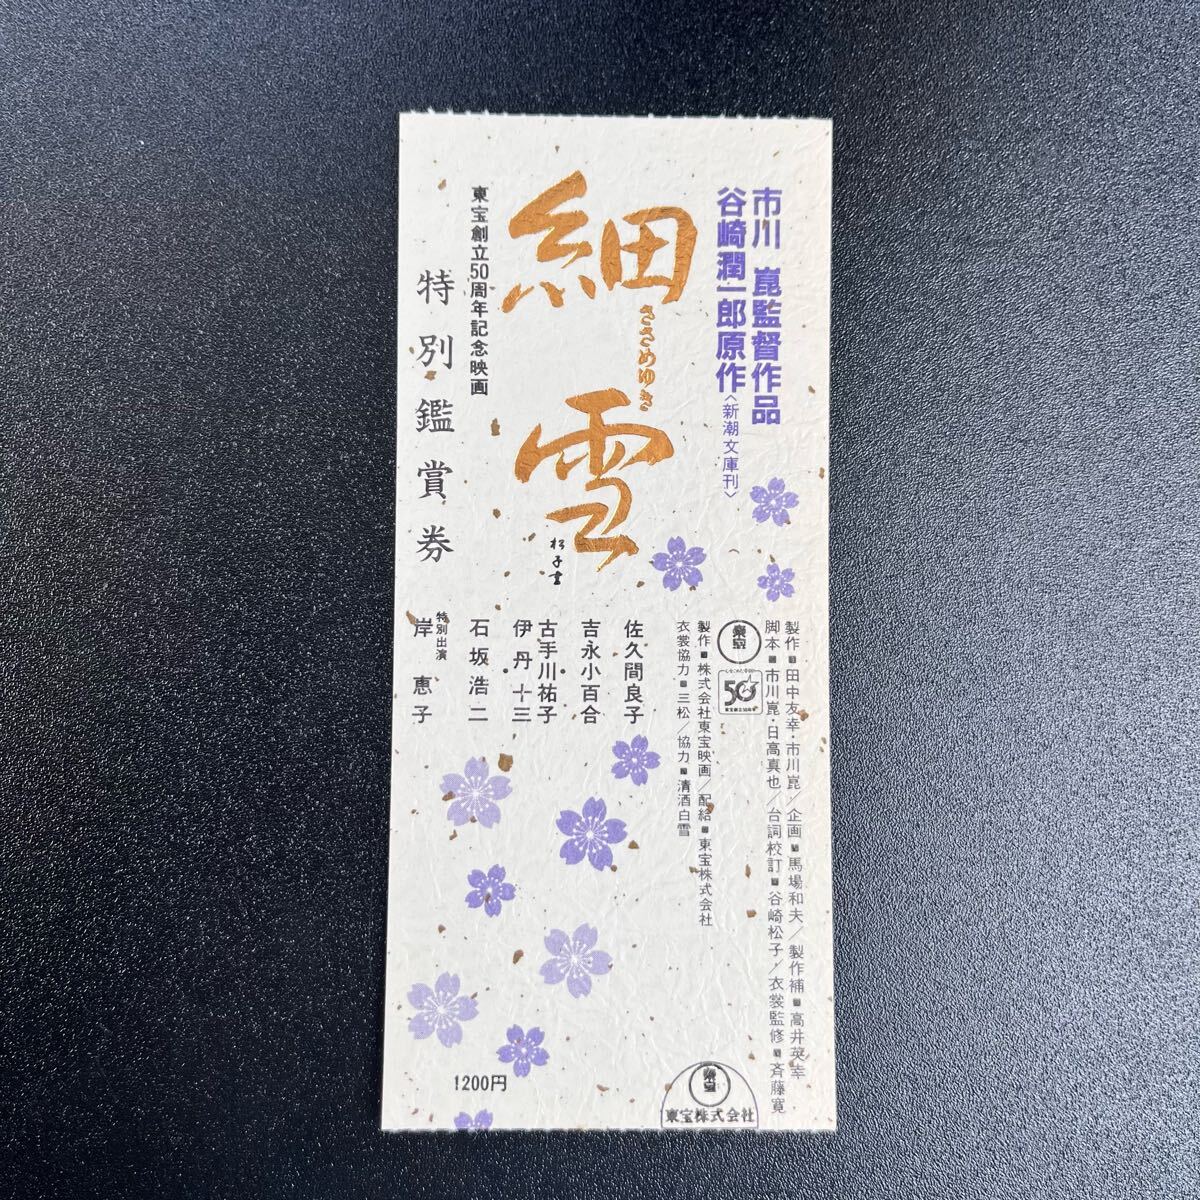 市川 崑監督作品
谷崎潤一郎原作〈新潮文庫刊〉
細雪
ささめゆき
松子書
東宝創立50周年記念映画
特別鑑賞券
製作■田中友幸・市川崑/企画■馬場和夫/製作補■高井英幸
脚本■市川崑・日高真也/台詞校訂■谷崎松子/衣裳監修■斉藤寛
東宝
50
製作■株式会社東宝映画/配給■東宝株式会社
衣裳協力■三松/協力■清酒白雪
佐久間良子
吉永小百合
古手川祐子
伊丹十三
石坂浩二
特別出演
岸 恵子
1200円
東宝
東宝株式会社